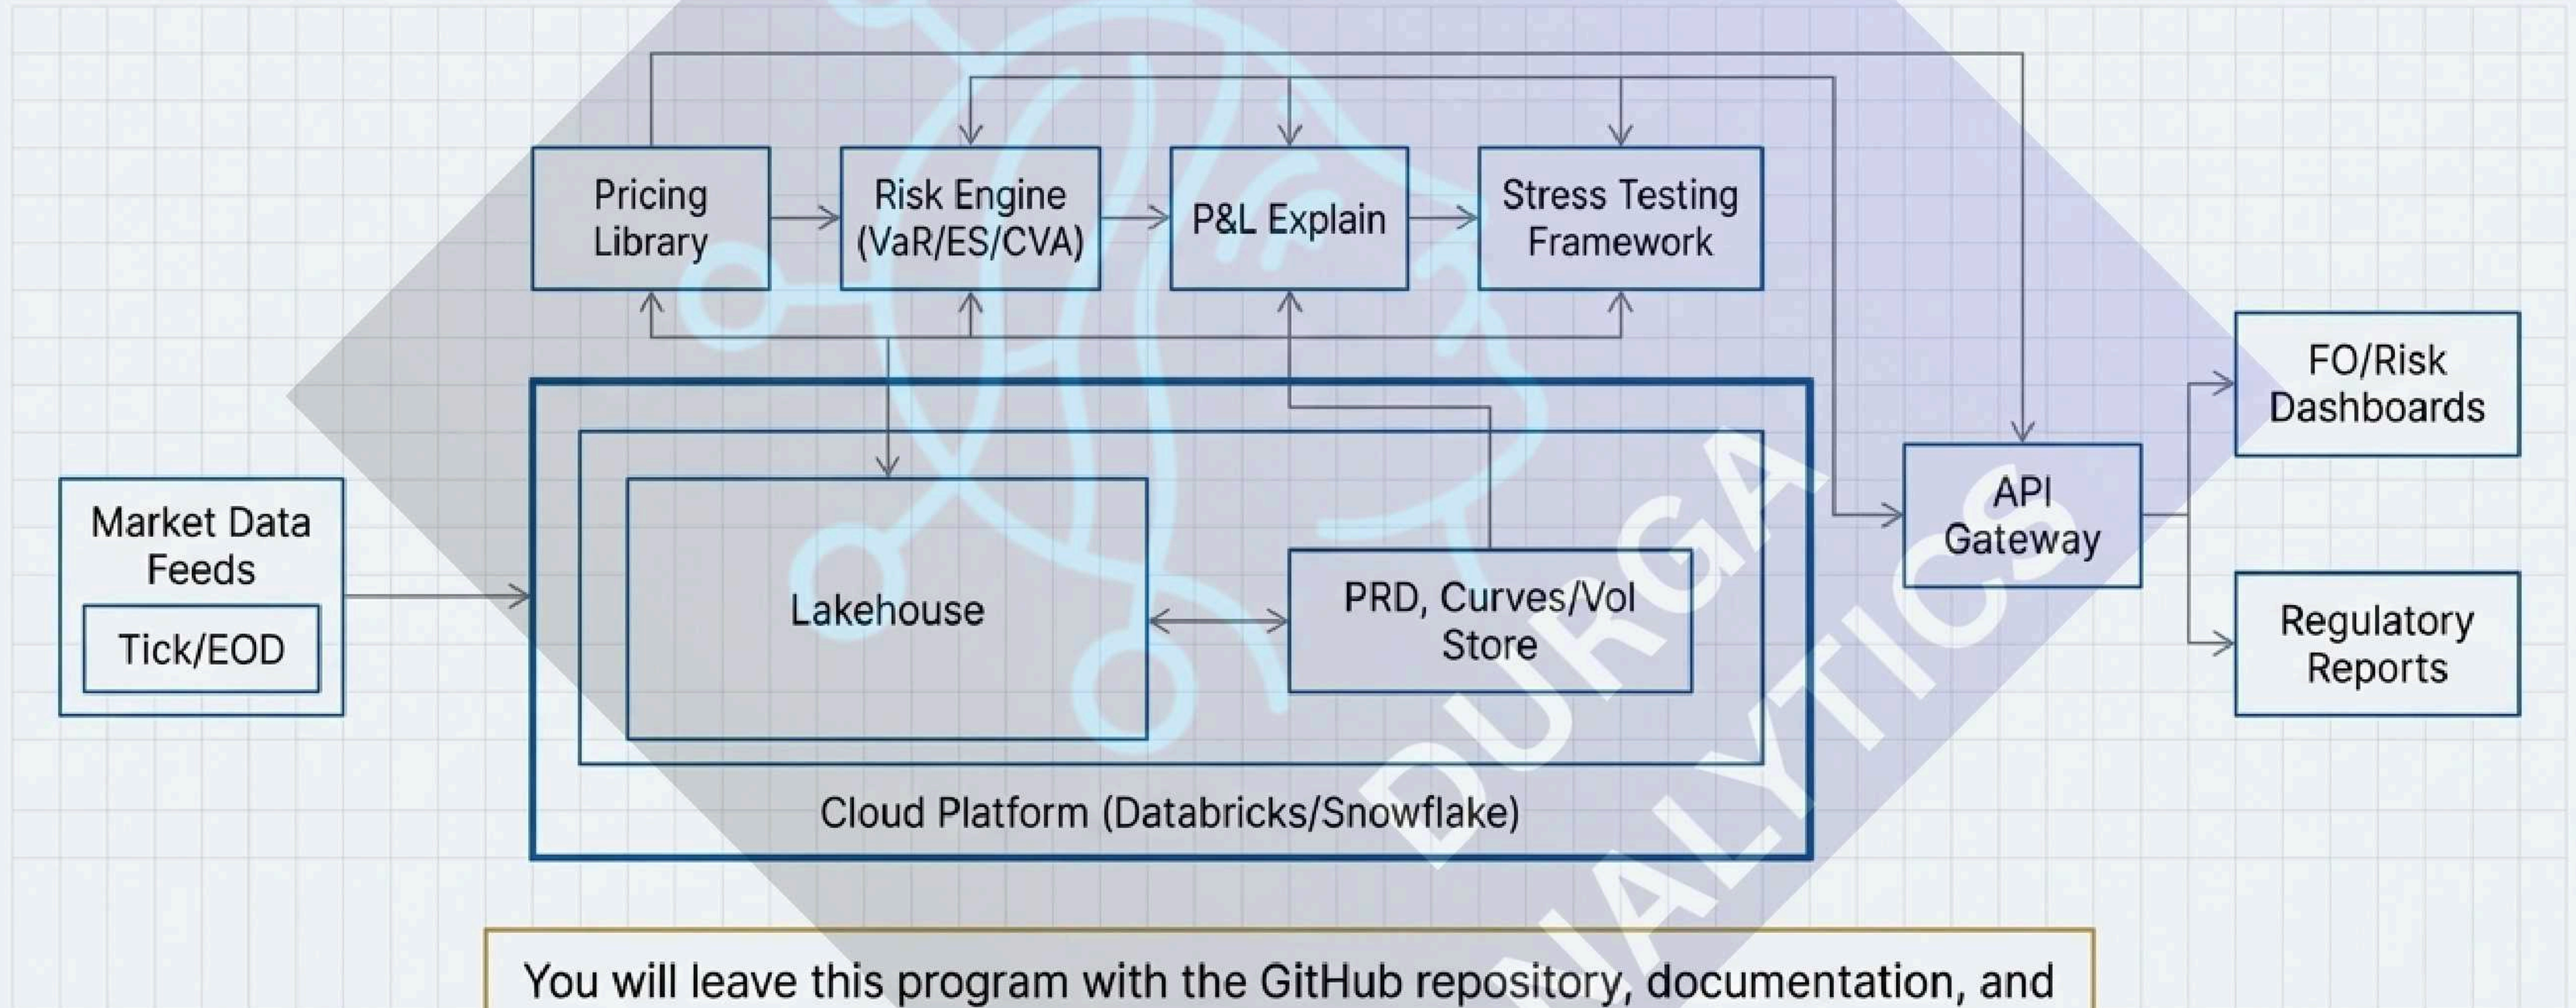 Pricing
Library
Risk Engine
(VaR/ES/CVA)
P&L Explain
Stress Testing
Framework
FO/Risk
Dashboards
Market Data
Feeds
Tick/EOD
API
Gateway
Lakehouse
PRD, Curves/Vol
Store
Regulatory
Reports
Cloud Platform (Databricks/Snowflake)
DURGA
NALYTICS
You will leave this program with the GitHub repository, documentation, and